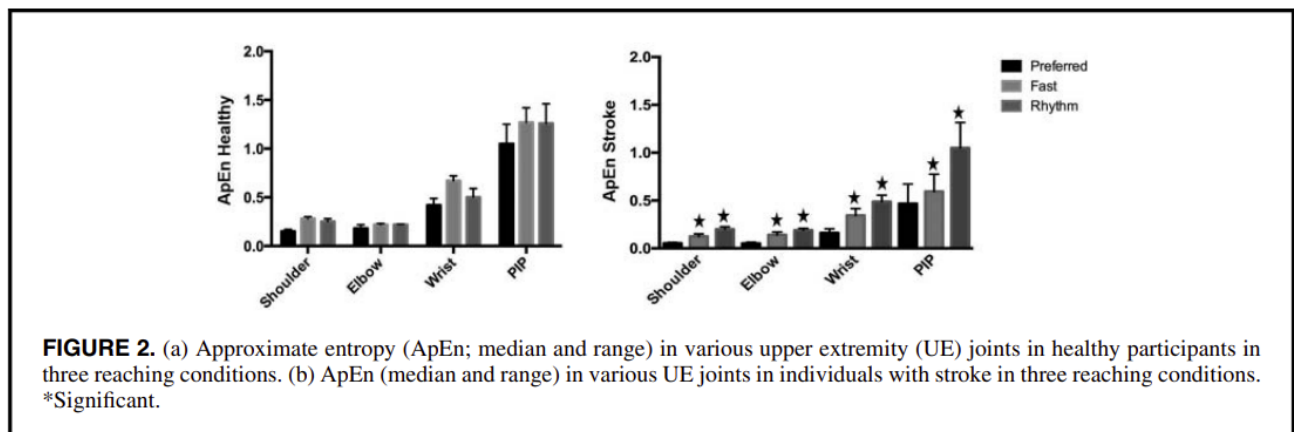 2.0
1.5
1.0
0.5
0.0
ApEn Healthy
Shoulder
Elbow
Wrist
PIP
2.0
1.5
1.0
0.5
0.0
ApEn Stroke
Shoulder
Elbow
Wrist
PIP
Preferred
Fast
Rhythm
FIGURE 2. (a) Approximate entropy (ApEn; median and range) in various upper extremity (UE) joints in healthy participants in
three reaching conditions. (b) ApEn (median and range) in various UE joints in individuals with stroke in three reaching conditions.
*Significant.